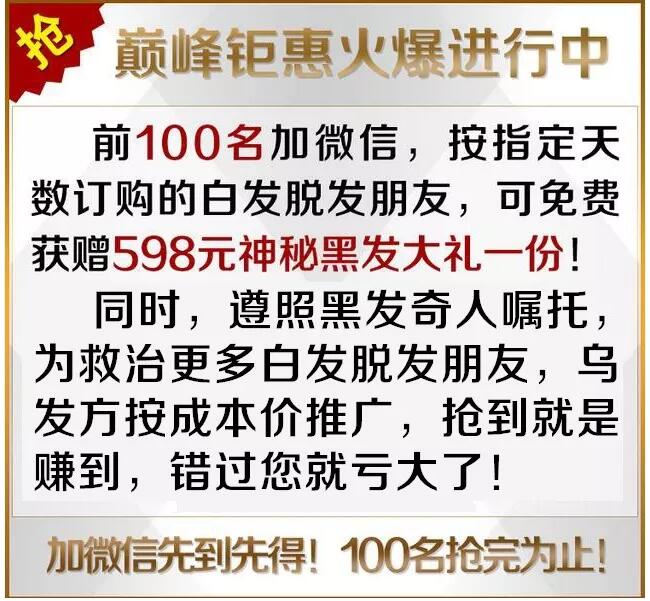 抢
巅峰钜惠火爆进行中
前100名加微信，按指定天
数订购的白发脱发朋友，可免费
获赠598元神秘黑发大礼一份！
同时，遵照黑发奇人嘱托，
为救治更多白发脱发朋友，乌
发方按成本价推广，抢到就是
赚到，错过您就亏大了！
加微信先到先得！100名抢完为止！